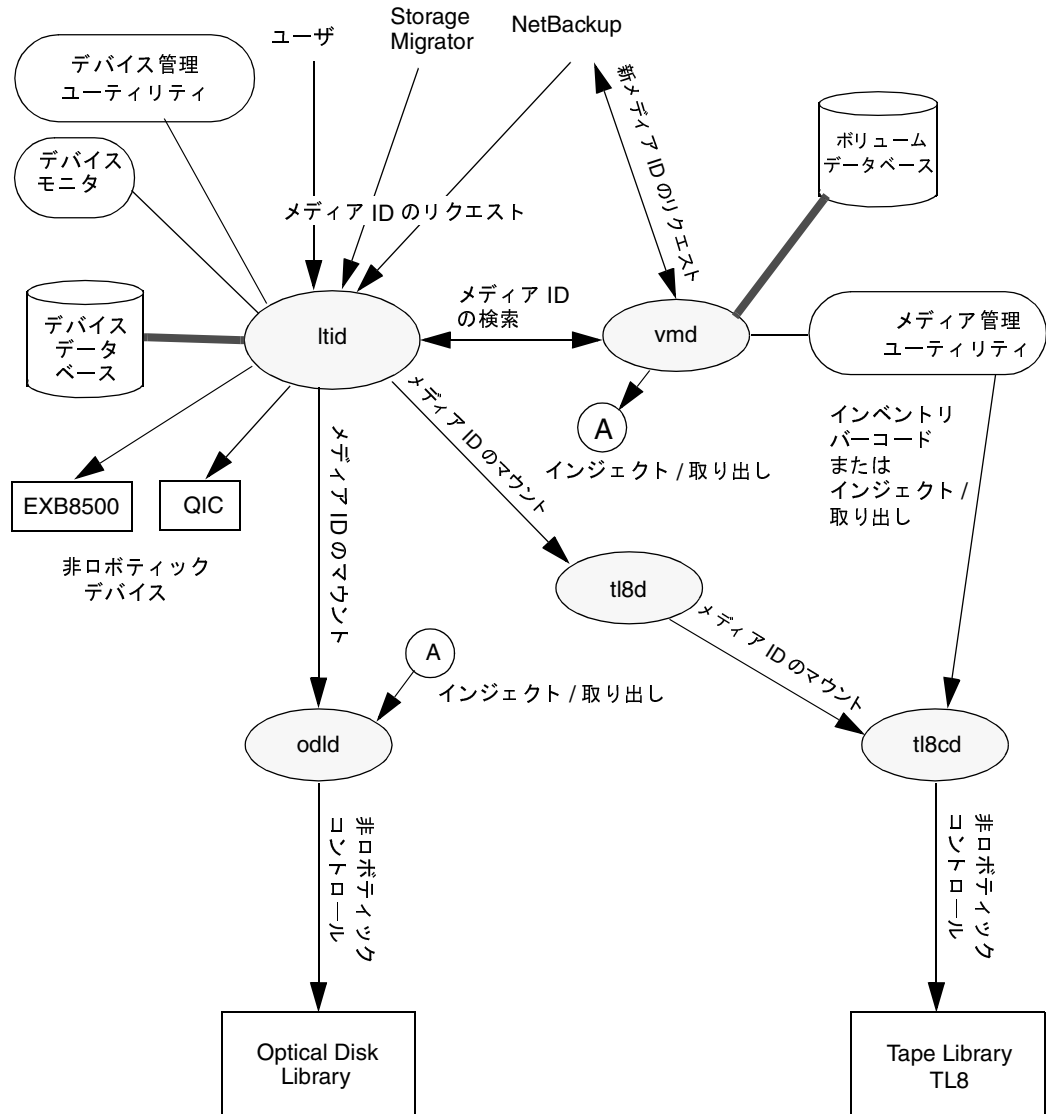 ユーザ
Storage
Migrator
NetBackup
デバイス管理
ユーティリティ
デバイス
モニタ
新メディア ID のリクエスト
ボリューム
データベース
メディア ID のリクエスト
デバイス
データ
ベース
ltid
メディア ID
の検索
vmd
メディア管理
ユーティリティ
A
インジェクト / 取り出し
インベントリ
バーコード
または
インジェクト /
取り出し
EXB8500
QIC
非ロボティック
デバイス
メディア ID のマウント
メディア ID のマウント
tl8d
メディア ID のマウント
A
インジェクト / 取り出し
odld
tl8cd
非ロボティック
コントロール
非ロボティック
コントロール
Optical Disk
Library
Tape Library
TL8